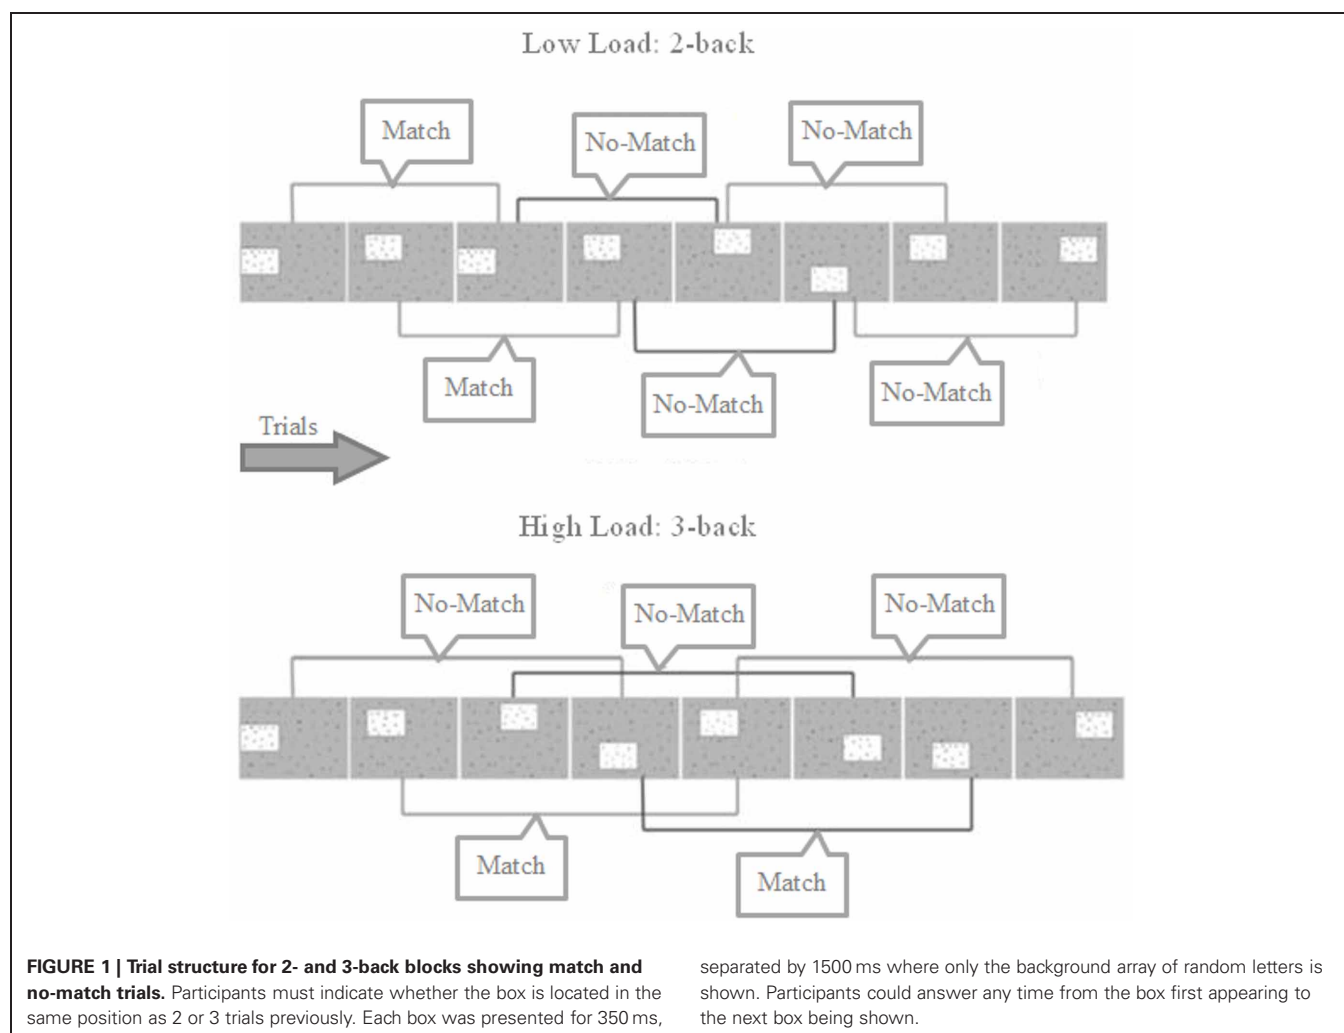 Low Load: 2-back
Match
No-Match
No-Match
Match
No-Match
No-Match
Trials
High Load: 3-back
No-Match
No-Match
No-Match
Match
Match
FIGURE 1 | Trial structure for 2- and 3-back blocks showing match and
no-match trials. Participants must indicate whether the box is located in the
same position as 2 or 3 trials previously. Each box was presented for 350 ms,
separated by 1500 ms where only the background array of random letters is
shown. Participants could answer any time from the box first appearing to
the next box being shown.